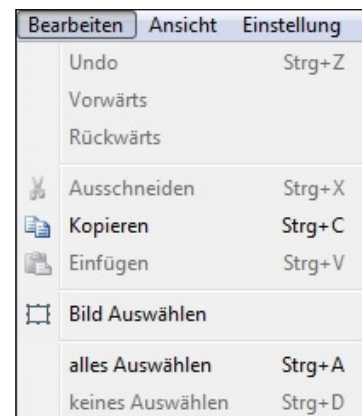 Bearbeiten Ansicht Einstellung
Undo Strg+Z
Vorwärts
Rückwärts
Ausschneiden Strg+X
Kopieren Strg+C
Einfügen Strg+V
Bild Auswählen
alles Auswählen Strg+A
keines Auswählen Strg+D